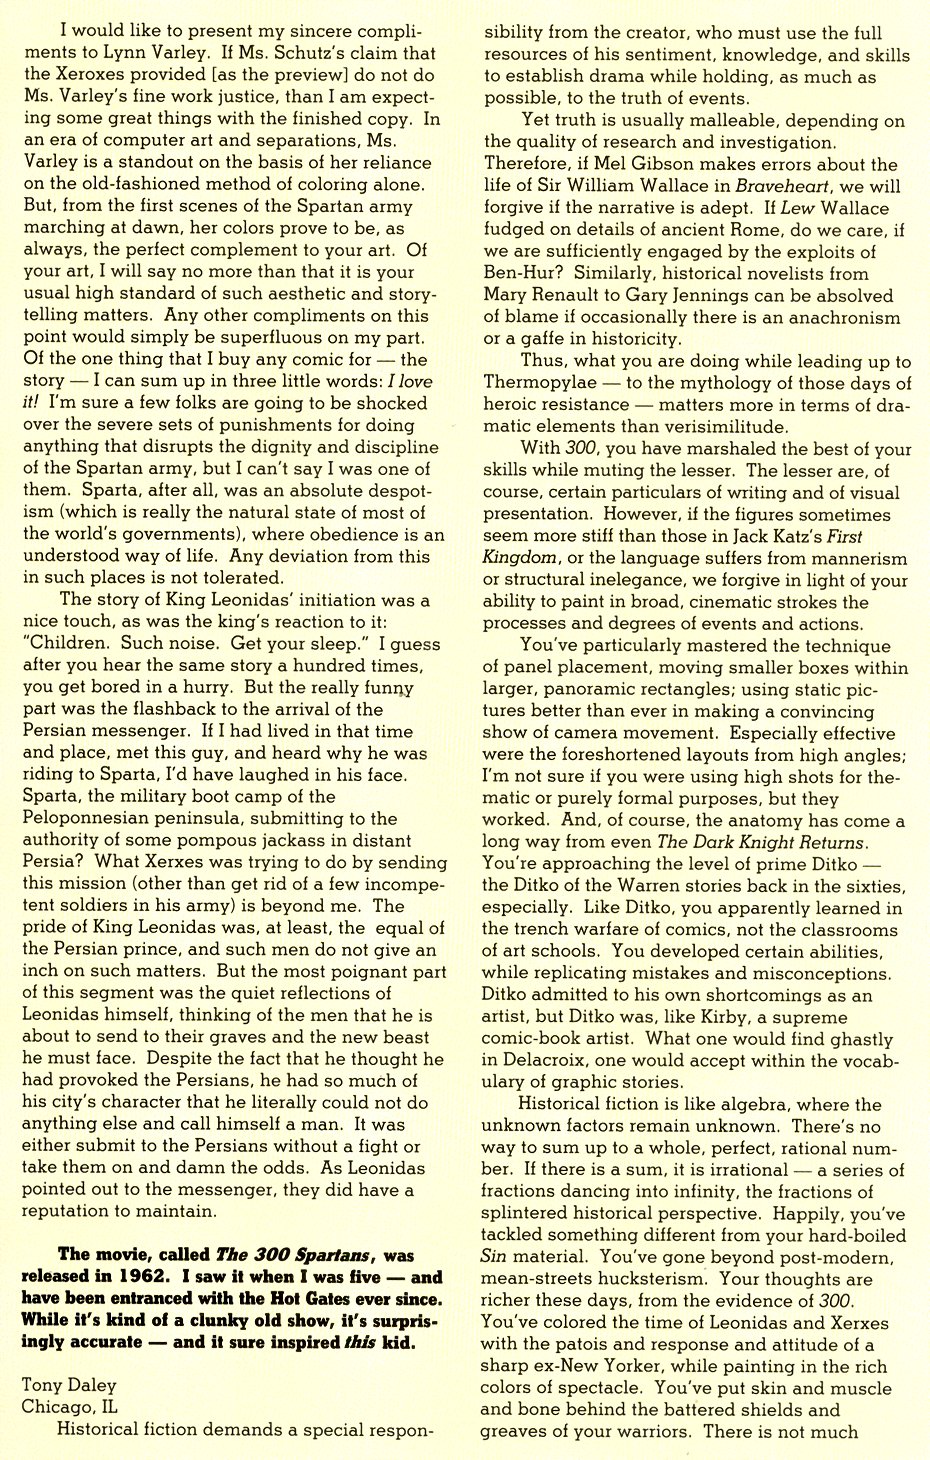 I would like to present my sincere compli-
ments to Lynn Varley. If Ms. Schutz's claim that
the Xeroxes provided [as the preview] do not do
Ms. Varley's fine work justice, than I am expect-
ing some great things with the finished copy. In
an era of computer art and separations, Ms.
Varley is a standout on the basis of her reliance
on the old-fashioned method of coloring alone.
But, from the first scenes of the Spartan army
marching at dawn, her colors prove to be, as
always, the perfect complement to your art. Of
your art, I will say no more than that it is your
usual high standard of such aesthetic and story-
telling matters. Any other compliments on this
point would simply be superfluous on my part.
Of the one thing that I buy any comic for — the
story — I can sum up in three little words: I love
it! I'm sure a few folks are going to be shocked
over the severe sets of punishments for doing
anything that disrupts the dignity and discipline
of the Spartan army, but I can't say I was one of
them. Sparta, after all, was an absolute despot-
ism (which is really the natural state of most of
the world's governments), where obedience is an
understood way of life. Any deviation from this
in such places is not tolerated.
The story of King Leonidas' initiation was a
nice touch, as was the king's reaction to it:
"Children. Such noise. Get your sleep." I guess
after you hear the same story a hundred times,
you get bored in a hurry. But the really funny
part was the flashback to the arrival of the
Persian messenger. If I had lived in that time
and place, met this guy, and heard why he was
riding to Sparta, I'd have laughed in his face.
Sparta, the military boot camp of the
Peloponnesian peninsula, submitting to the
authority of some pompous jackass in distant
Persia? What Xerxes was trying to do by sending
this mission (other than get rid of a few incompe-
tent soldiers in his army) is beyond me. The
pride of King Leonidas was, at least, the equal of
the Persian prince, and such men do not give an
inch on such matters. But the most poignant part
of this segment was the quiet reflections of
Leonidas himself, thinking of the men that he is
about to send to their graves and the new beast
he must face. Despite the fact that he thought he
had provoked the Persians, he had so much of
his city's character that he literally could not do
anything else and call himself a man. It was
either submit to the Persians without a fight or
take them on and damn the odds. As Leonidas
pointed out to the messenger, they did have a
reputation to maintain.
The movie, called The 300 Spartans, was
released in 1962. I saw it when I was five — and
have been entranced with the Hot Gates ever since.
While it's kind of a clunky old show, it's surpris-
ingly accurate — and it sure inspired this kid.
Tony Daley
Chicago, IL
Historical fiction demands a special respon-
sibility from the creator, who must use the full
resources of his sentiment, knowledge, and skills
to establish drama while holding, as much as
possible, to the truth of events.
Yet truth is usually malleable, depending on
the quality of research and investigation.
Therefore, if Mel Gibson makes errors about the
life of Sir William Wallace in Braveheart, we will
forgive if the narrative is adept. If Lew Wallace
fudged on details of ancient Rome, do we care, if
we are sufficiently engaged by the exploits of
Ben-Hur? Similarly, historical novelists from
Mary Renault to Gary Jennings can be absolved
of blame if occasionally there is an anachronism
or a gaffe in historicity.
Thus, what you are doing while leading up to
Thermopylae — to the mythology of those days of
heroic resistance — matters more in terms of dra-
matic elements than verisimilitude.
With 300, you have marshaled the best of your
skills while muting the lesser. The lesser are, of
course, certain particulars of writing and of visual
presentation. However, if the figures sometimes
seem more stiff than those in Jack Katz's First
Kingdom, or the language suffers from mannerism
or structural inelegance, we forgive in light of your
ability to paint in broad, cinematic strokes the
processes and degrees of events and actions.
You've particularly mastered the technique
of panel placement, moving smaller boxes within
larger, panoramic rectangles; using static pic-
tures better than ever in making a convincing
show of camera movement. Especially effective
were the foreshortened layouts from high angles;
I'm not sure if you were using high shots for the-
matic or purely formal purposes, but they
worked. And, of course, the anatomy has come a
long way from even The Dark Knight Returns.
You're approaching the level of prime Ditko —
the Ditko of the Warren stories back in the sixties,
especially. Like Ditko, you apparently learned in
the trench warfare of comics, not the classrooms
of art schools. You developed certain abilities,
while replicating mistakes and misconceptions.
Ditko admitted to his own shortcomings as an
artist, but Ditko was, like Kirby, a supreme
comic-book artist. What one would find ghastly
in Delacroix, one would accept within the vocab-
ulary of graphic stories.
Historical fiction is like algebra, where the
unknown factors remain unknown. There's no
way to sum up to a whole, perfect, rational num-
ber. If there is a sum, it is irrational — a series of
fractions dancing into infinity, the fractions of
splintered historical perspective. Happily, you've
tackled something different from your hard-boiled
Sin material. You've gone beyond post-modern,
mean-streets hucksterism. Your thoughts are
richer these days, from the evidence of 300.
You've colored the time of Leonidas and Xerxes
with the patois and response and attitude of a
sharp ex-New Yorker, while painting in the rich
colors of spectacle. You've put skin and muscle
and bone behind the battered shields and
greaves of your warriors. There is not much